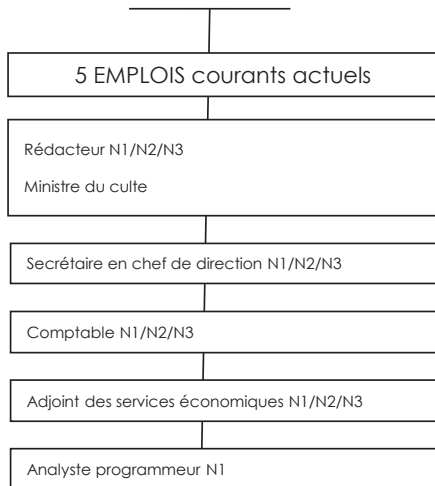 5 EMPLOIS courants actuels
Rédacteur N1/N2/N3
Ministre du culte
Secrétaire en chef de direction N1/N2/N3
Comptable N1/N2/N3
Adjoint des services économiques N1/N2/N3
Analyste programmeur N1